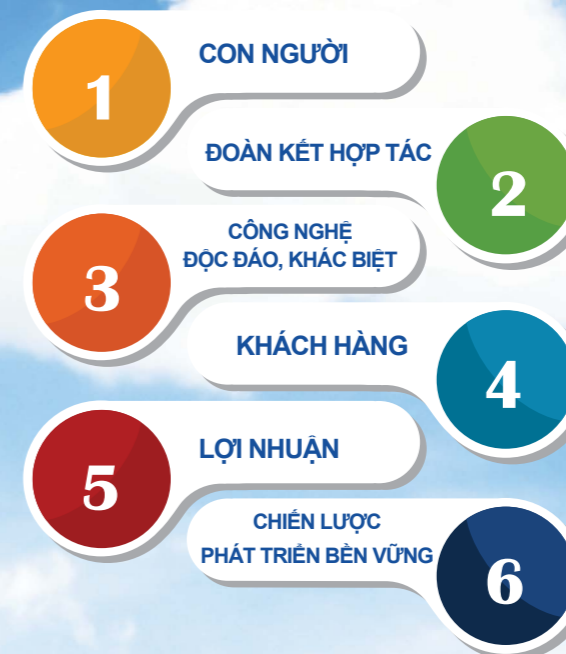 1
CON NGƯỜI
ĐOÀN KẾT HỢP TÁC
2
3
CÔNG NGHỆ
ĐỘC ĐÁO, KHÁC BIỆT
KHÁCH HÀNG
4
5
LỢI NHUẬN
CHIẾN LƯỢC
PHÁT TRIỂN BỀN VỮNG
6